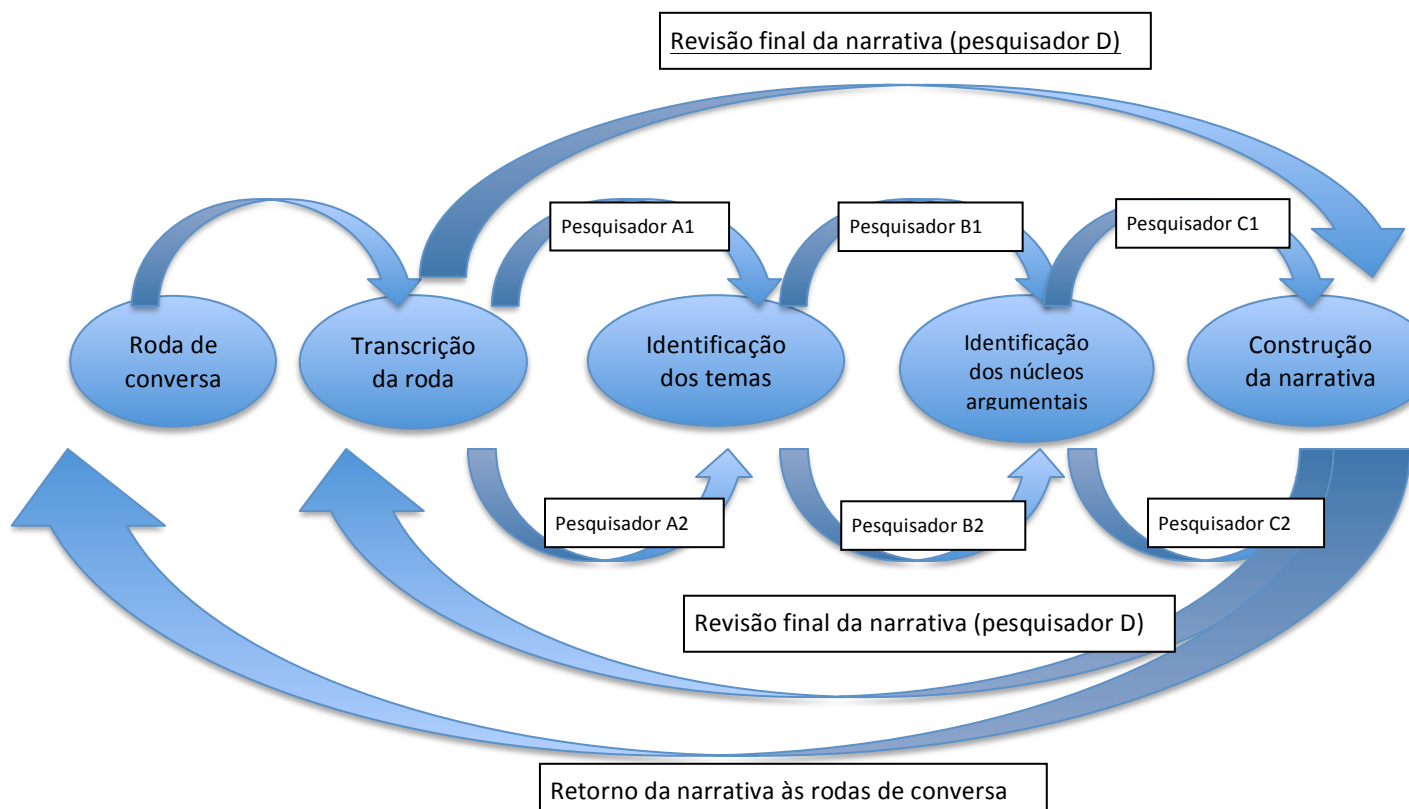 Revisão final da narrativa (pesquisador D)
Pesquisador A1
Pesquisador B1
Pesquisador C1
Roda de
conversa
Transcrição
da roda
Identificação
dos temas
Identificação
dos núcleos
argumentais
Construção
da narrativa
Pesquisador A2
Pesquisador B2
Pesquisador C2
Revisão final da narrativa (pesquisador D)
Retorno da narrativa às rodas de conversa